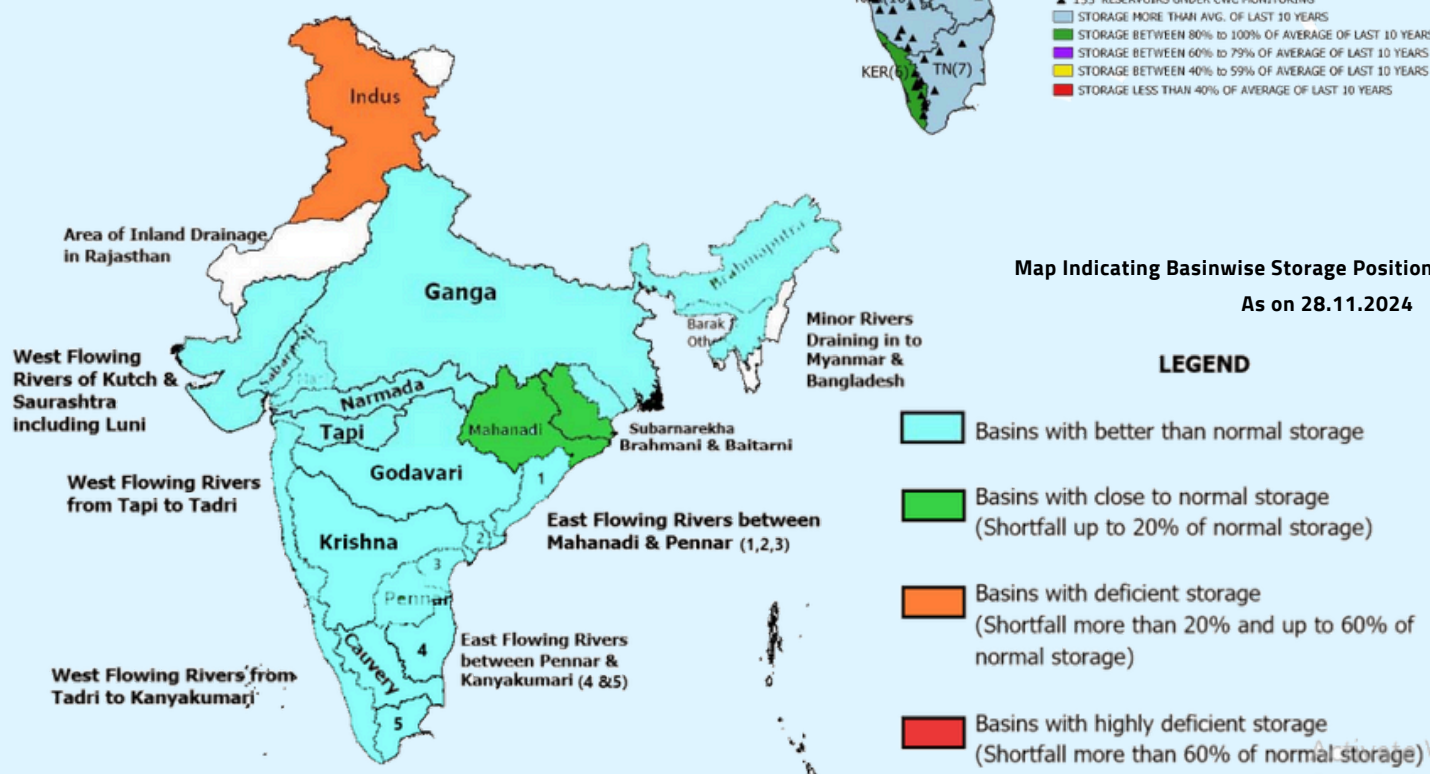 155 RESERVOIRS UNDER CWC MONITORING
STORAGE MORE THAN AVG. OF LAST 10 YEARS
STORAGE BETWEEN 80% to 100% OF AVERAGE OF LAST 10 YEARS
STORAGE BETWEEN 60% to 79% OF AVERAGE OF LAST 10 YEARS
STORAGE BETWEEN 40% to 59% OF AVERAGE OF LAST 10 YEARS
STORAGE LESS THAN 40% OF AVERAGE OF LAST 10 YEARS
KER(6)
TN(7)
Indus
Area of Inland Drainage
in Rajasthan
Ganga
Brahmaputra
Barak
Minor Rivers
Draining in to
Myanmar &
Bangladesh
West Flowing
Rivers of Kutch &
Saurashtra
including Luni
Sabarmati
Narmada
Tapi
Mahanadi
Subarnarekha
Brahmani & Baitarni
Godavari
1
West Flowing Rivers
from Tapi to Tadri
East Flowing Rivers between
Mahanadi & Pennar (1,2,3)
Krishna
2
3
Pennar
Cauvery
4
East Flowing Rivers
between Pennar &
Kanyakumari (4 &5)
West Flowing Rivers from
Tadri to Kanyakumari
5
Map Indicating Basinwise Storage Position
As on 28.11.2024
LEGEND
Basins with better than normal storage
Basins with close to normal storage
(Shortfall up to 20% of normal storage)
Basins with deficient storage
(Shortfall more than 20% and up to 60% of
normal storage)
Basins with highly deficient storage
(Shortfall more than 60% of normal storage)